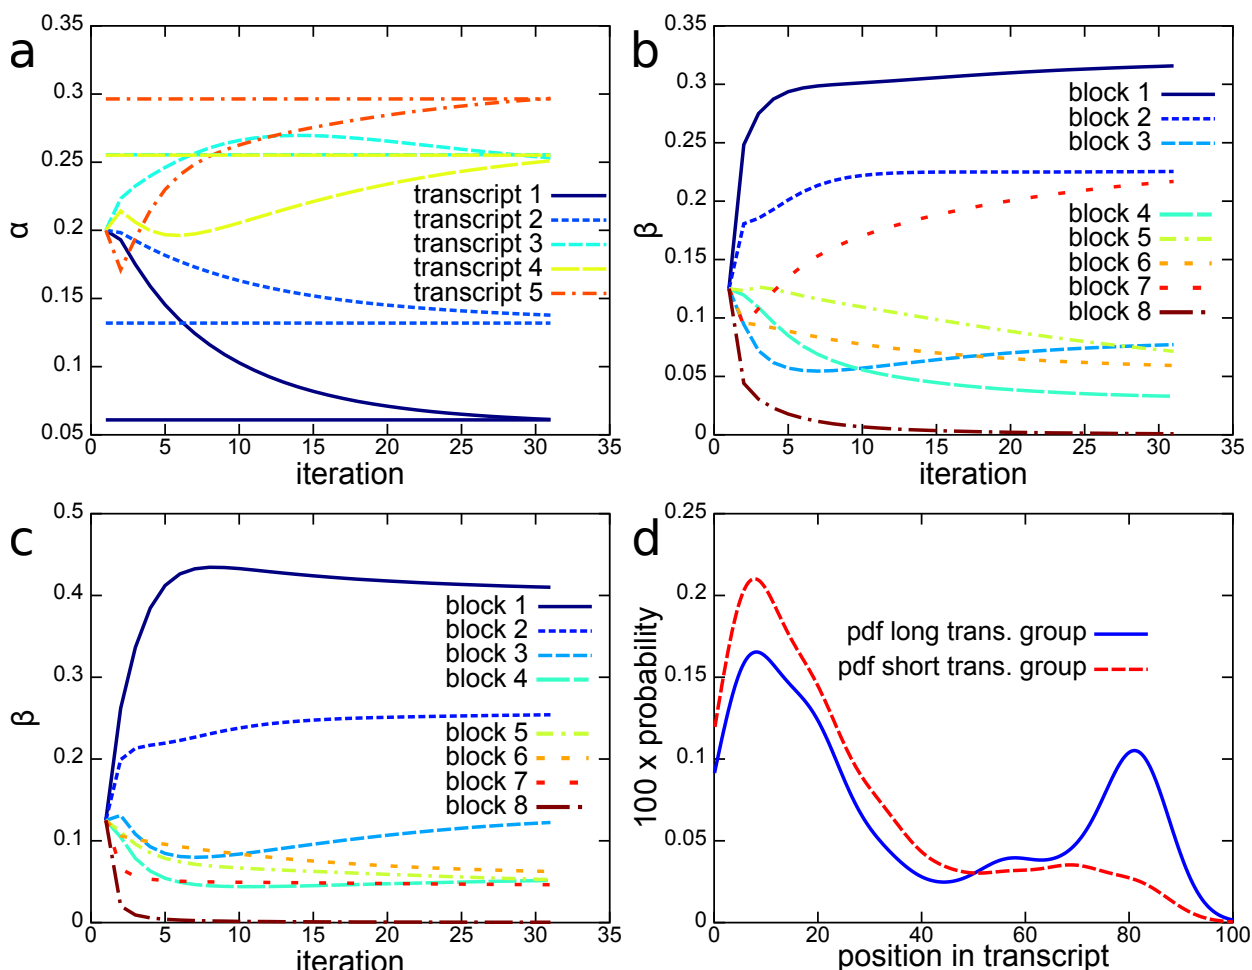 a
0.35
0.3
0.25
0.2
0.15
0.1
0.05
α
transcript 1
transcript 2
transcript 3
transcript 4
transcript 5
0 5 10 15 20 25 30 35
iteration
b
0.35
0.3
0.25
0.2
0.15
0.1
0.05
0
β
block 1
block 2
block 3
block 4
block 5
block 6
block 7
block 8
0 5 10 15 20 25 30 35
iteration
c
0.5
0.4
0.3
0.2
0.1
0
β
block 1
block 2
block 3
block 4
block 5
block 6
block 7
block 8
0 5 10 15 20 25 30 35
iteration
d
0.25
0.2
0.15
0.1
0.05
0
100 x probability
pdf long trans. group
pdf short trans. group
0 20 40 60 80 100
position in transcript